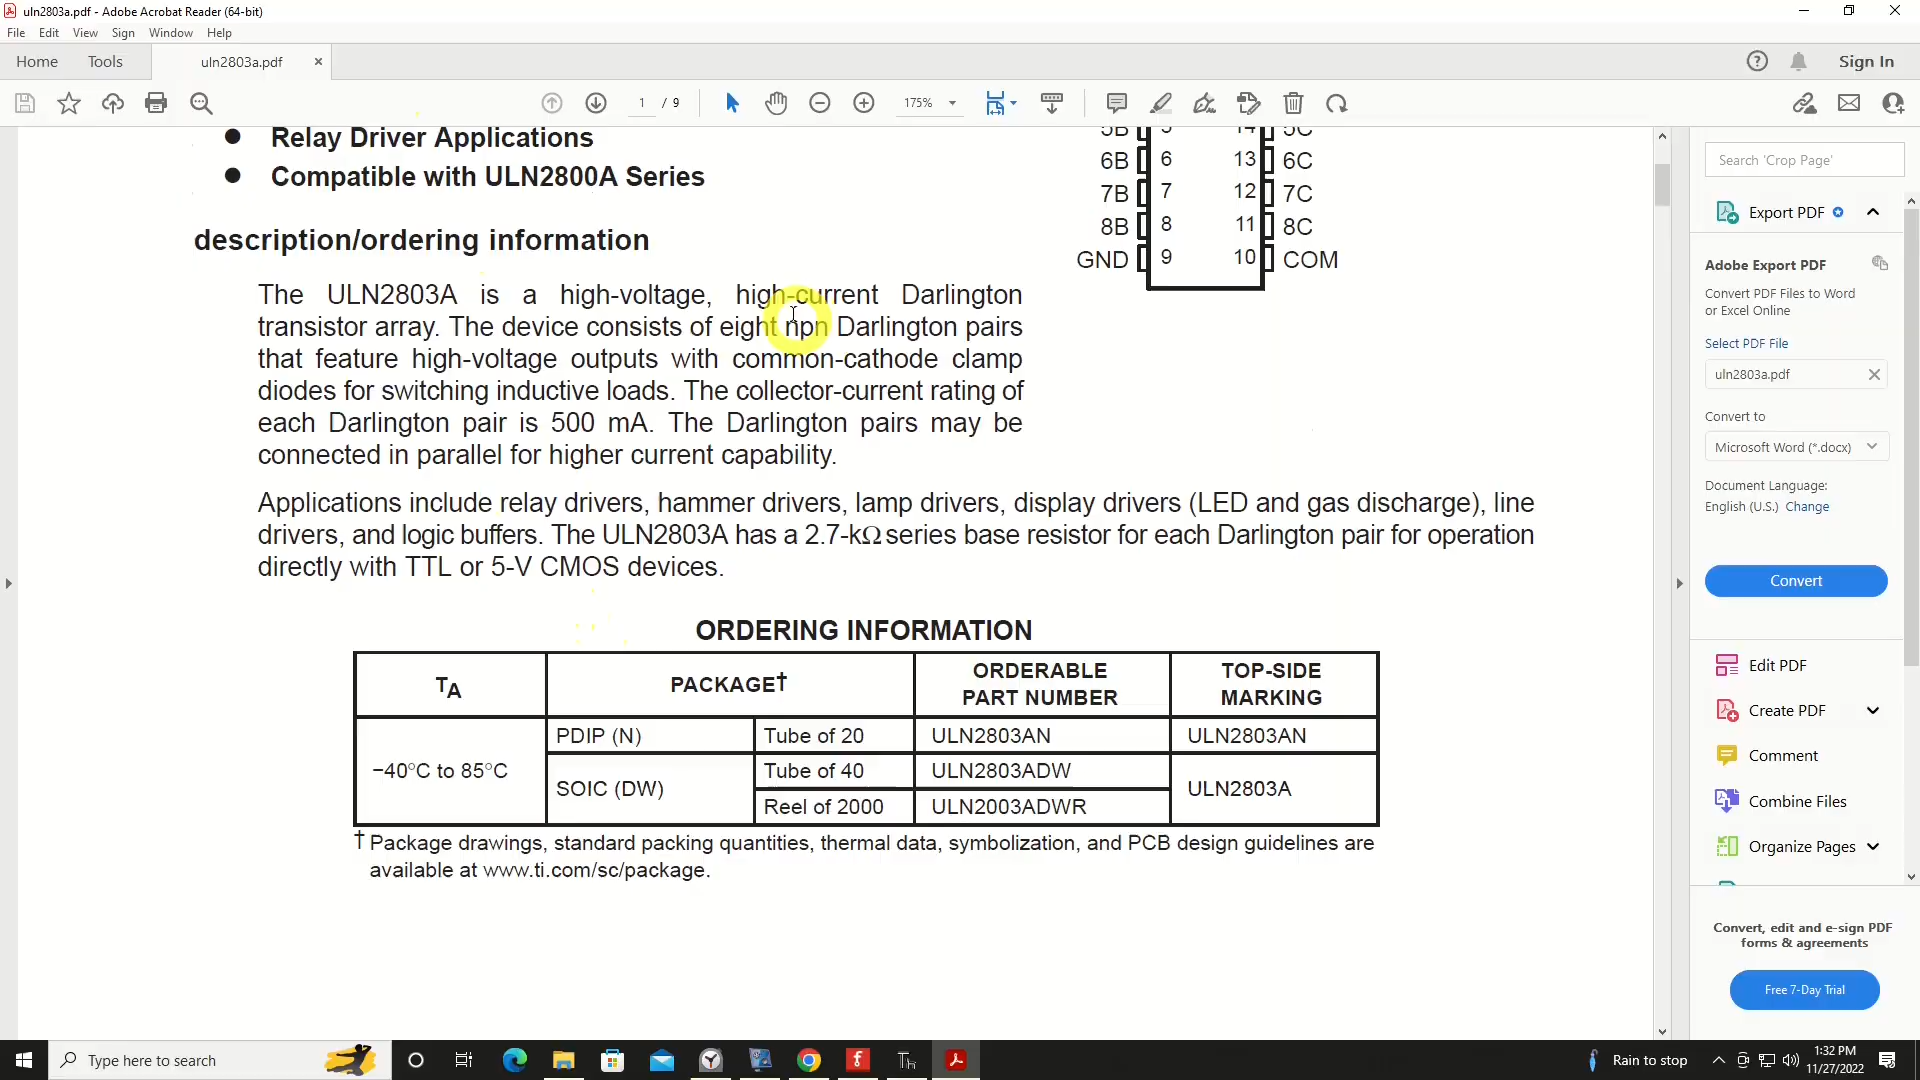 uln2803a.pdf - Adobe Acrobat Reader (64-bit)
File Edit View Sign Window Help
Home Tools uln2803a.pdf × Sign In
1 / 9 175%
Relay Driver Applications
Compatible with ULN2800A Series
description/ordering information
The ULN2803A is a high-voltage, high-current Darlington
transistor array. The device consists of eight npn Darlington pairs
that feature high-voltage outputs with common-cathode clamp
diodes for switching inductive loads. The collector-current rating of
each Darlington pair is 500 mA. The Darlington pairs may be
connected in parallel for higher current capability.
5B 5 14 5C
6B 6 13 6C
7B 7 12 7C
8B 8 11 8C
GND 9 10 COM
Applications include relay drivers, hammer drivers, lamp drivers, display drivers (LED and gas discharge), line
drivers, and logic buffers. The ULN2803A has a 2.7-kΩ series base resistor for each Darlington pair for operation
directly with TTL or 5-V CMOS devices.
ORDERING INFORMATION
TA PACKAGE† ORDERABLE PART NUMBER TOP-SIDE MARKING
−40°C to 85°C PDIP (N) Tube of 20 ULN2803AN ULN2803AN
SOIC (DW) Tube of 40 ULN2803ADW ULN2803A
Reel of 2000 ULN2003ADWR
† Package drawings, standard packing quantities, thermal data, symbolization, and PCB design guidelines are
available at www.ti.com/sc/package.
Search 'Crop Page'
Export PDF
Adobe Export PDF
Convert PDF Files to Word
or Excel Online
Select PDF File
uln2803a.pdf
Convert to
Microsoft Word (*.docx)
Document Language:
English (U.S.) Change
Convert
Edit PDF
Create PDF
Comment
Combine Files
Organize Pages
Convert, edit and e-sign PDF
forms & agreements
Free 7-Day Trial
Type here to search
Rain to stop
1:32 PM
11/27/2022